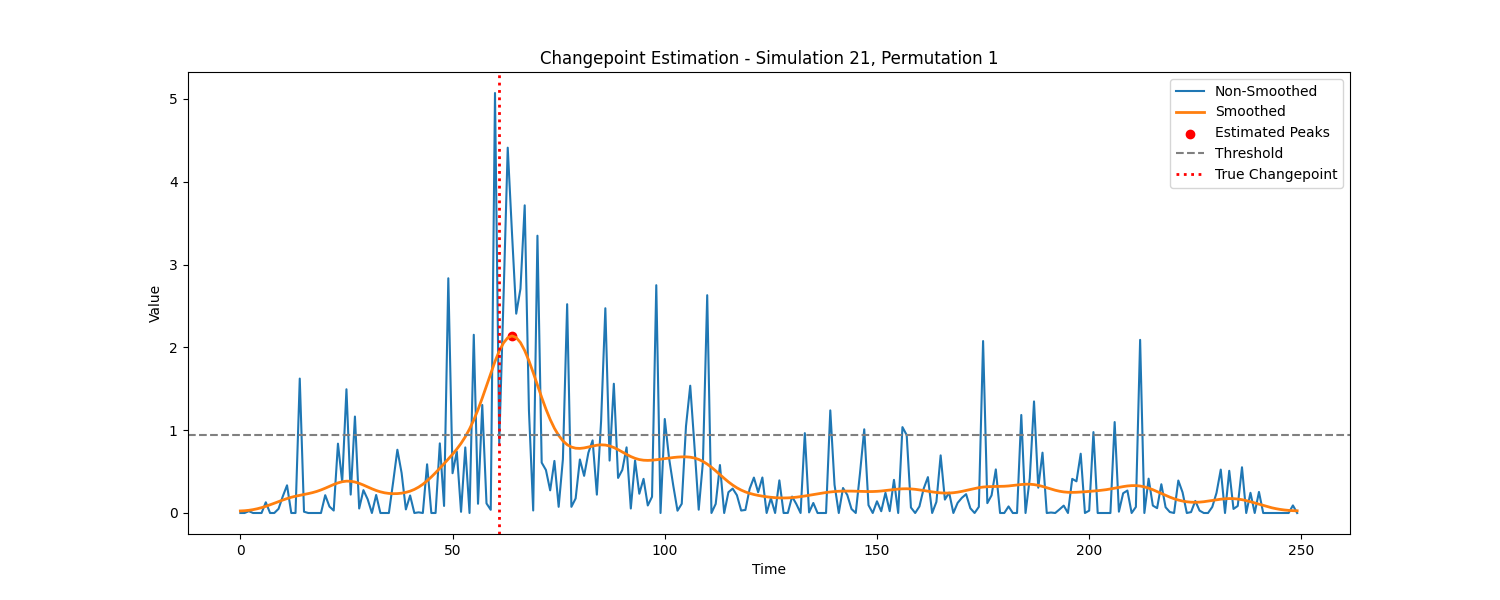 Changepoint Estimation - Simulation 21, Permutation 1
Non-Smoothed
Smoothed
Estimated Peaks
Threshold
True Changepoint
Value
5
4
3
2
1
0
0
50
100
150
200
250
Time